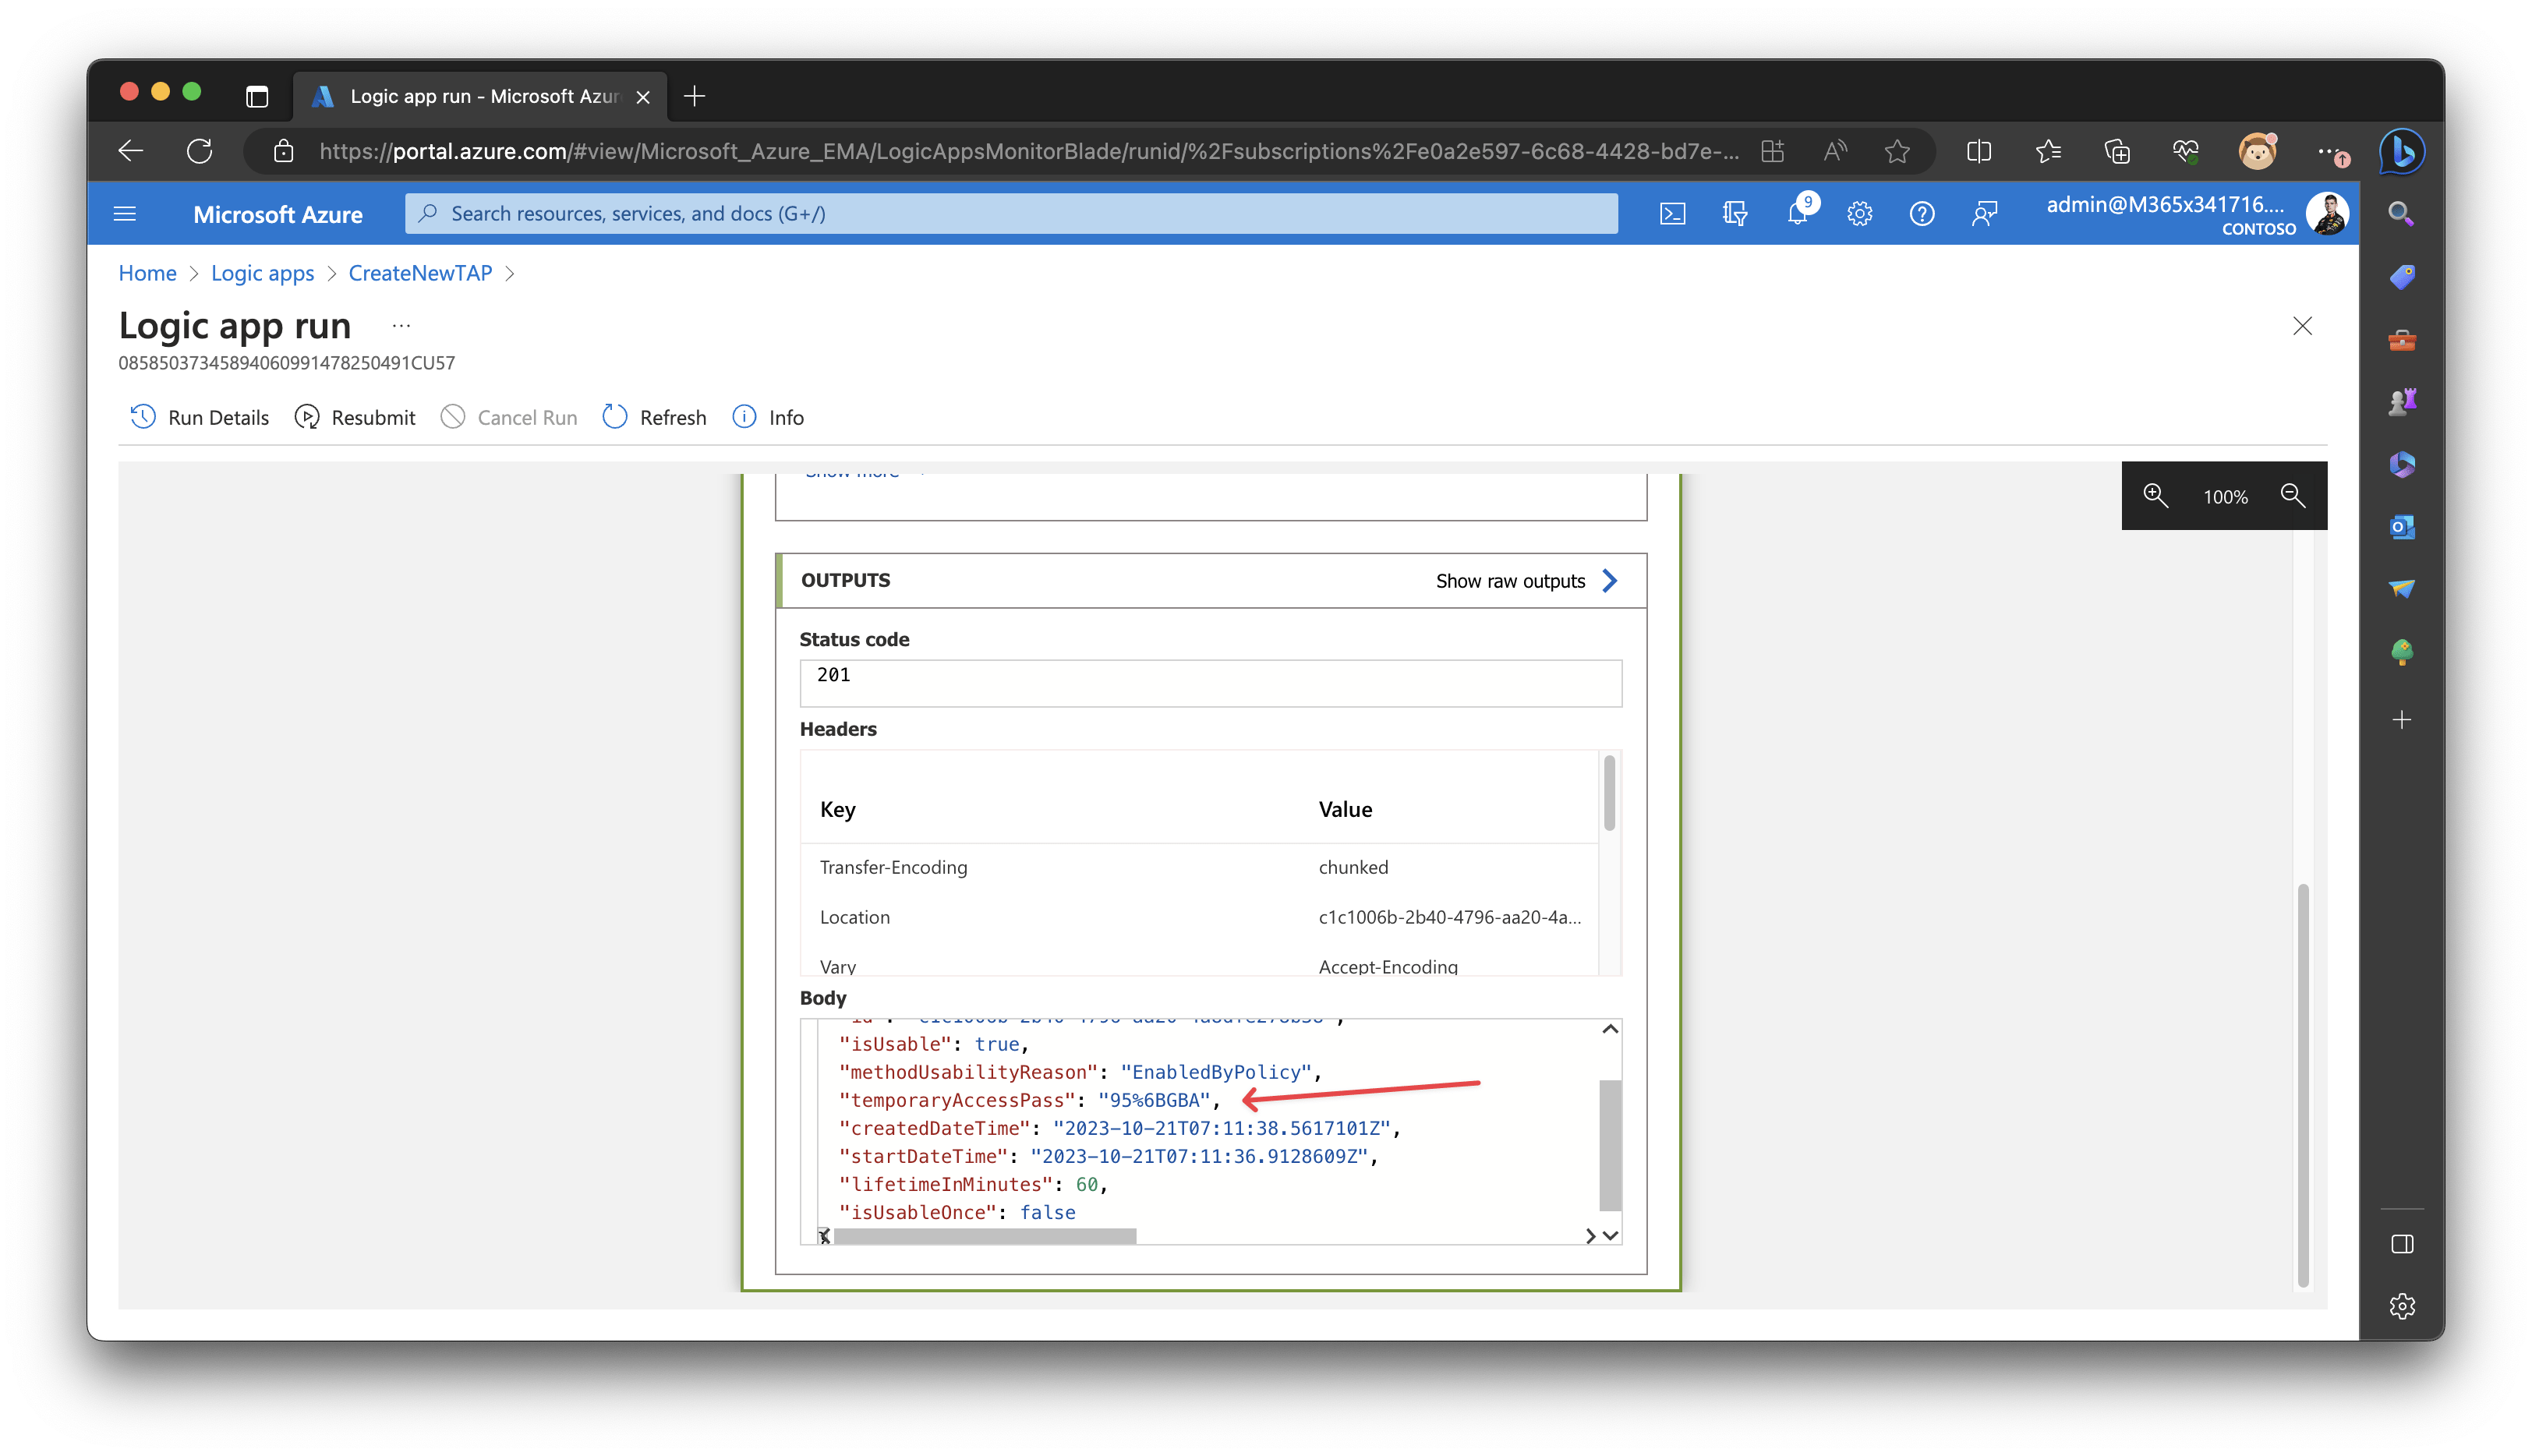 Logic app run - Microsoft Azur
https://portal.azure.com/#view/Microsoft_Azure_EMA/LogicAppsMonitorBlade/runid/%2Fsubscriptions%2Fe0a2e597-6c68-4428-bd7e-...
Microsoft Azure
Search resources, services, and docs (G+/)
9
admin@M365x341716....
CONTOSO
Home > Logic apps > CreateNewTAP >
Logic app run ...
08585037345894060991478250491CU57
Run Details
Resubmit
Cancel Run
Refresh
Info
Show more
100%
OUTPUTS
Show raw outputs
Status code
201
Headers
Key Value
Transfer-Encoding chunked
Location c1c1006b-2b40-4796-aa20-4a...
Vary Accept-Encoding
Body
"isUsable": true,
"methodUsabilityReason": "EnabledByPolicy",
"temporaryAccessPass": "95%6BGBA",
"createdDateTime": "2023-10-21T07:11:38.5617101Z",
"startDateTime": "2023-10-21T07:11:36.9128609Z",
"lifetimeInMinutes": 60,
"isUsableOnce": false